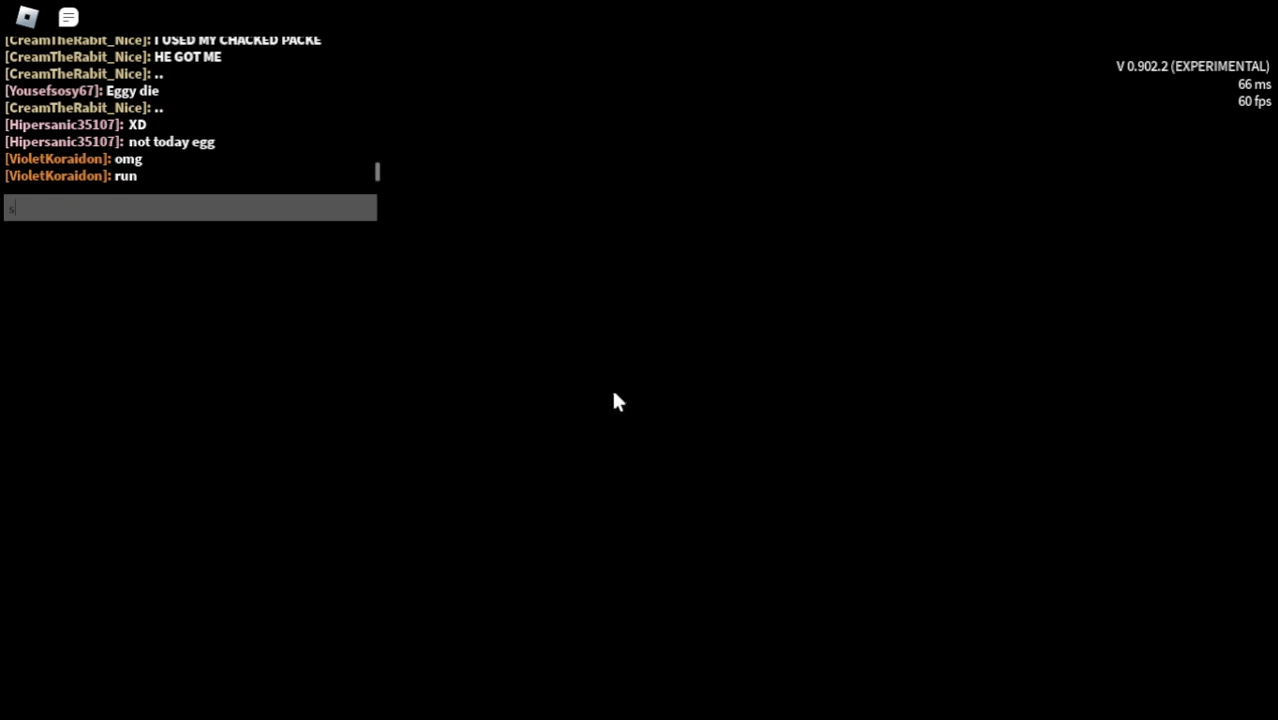 [CreamTheRabit_Nice]: I USED MY CHACKED PACKE
[CreamTheRabit_Nice]: HE GOT ME
[CreamTheRabit_Nice]: ..
[Yousefsosy67]: Eggy die
[CreamTheRabit_Nice]: ..
[Hipersanic35107]: XD
[Hipersanic35107]: not today egg
[VioletKoraidon]: omg
[VioletKoraidon]: run
s
V 0.902.2 (EXPERIMENTAL)
66 ms
60 fps